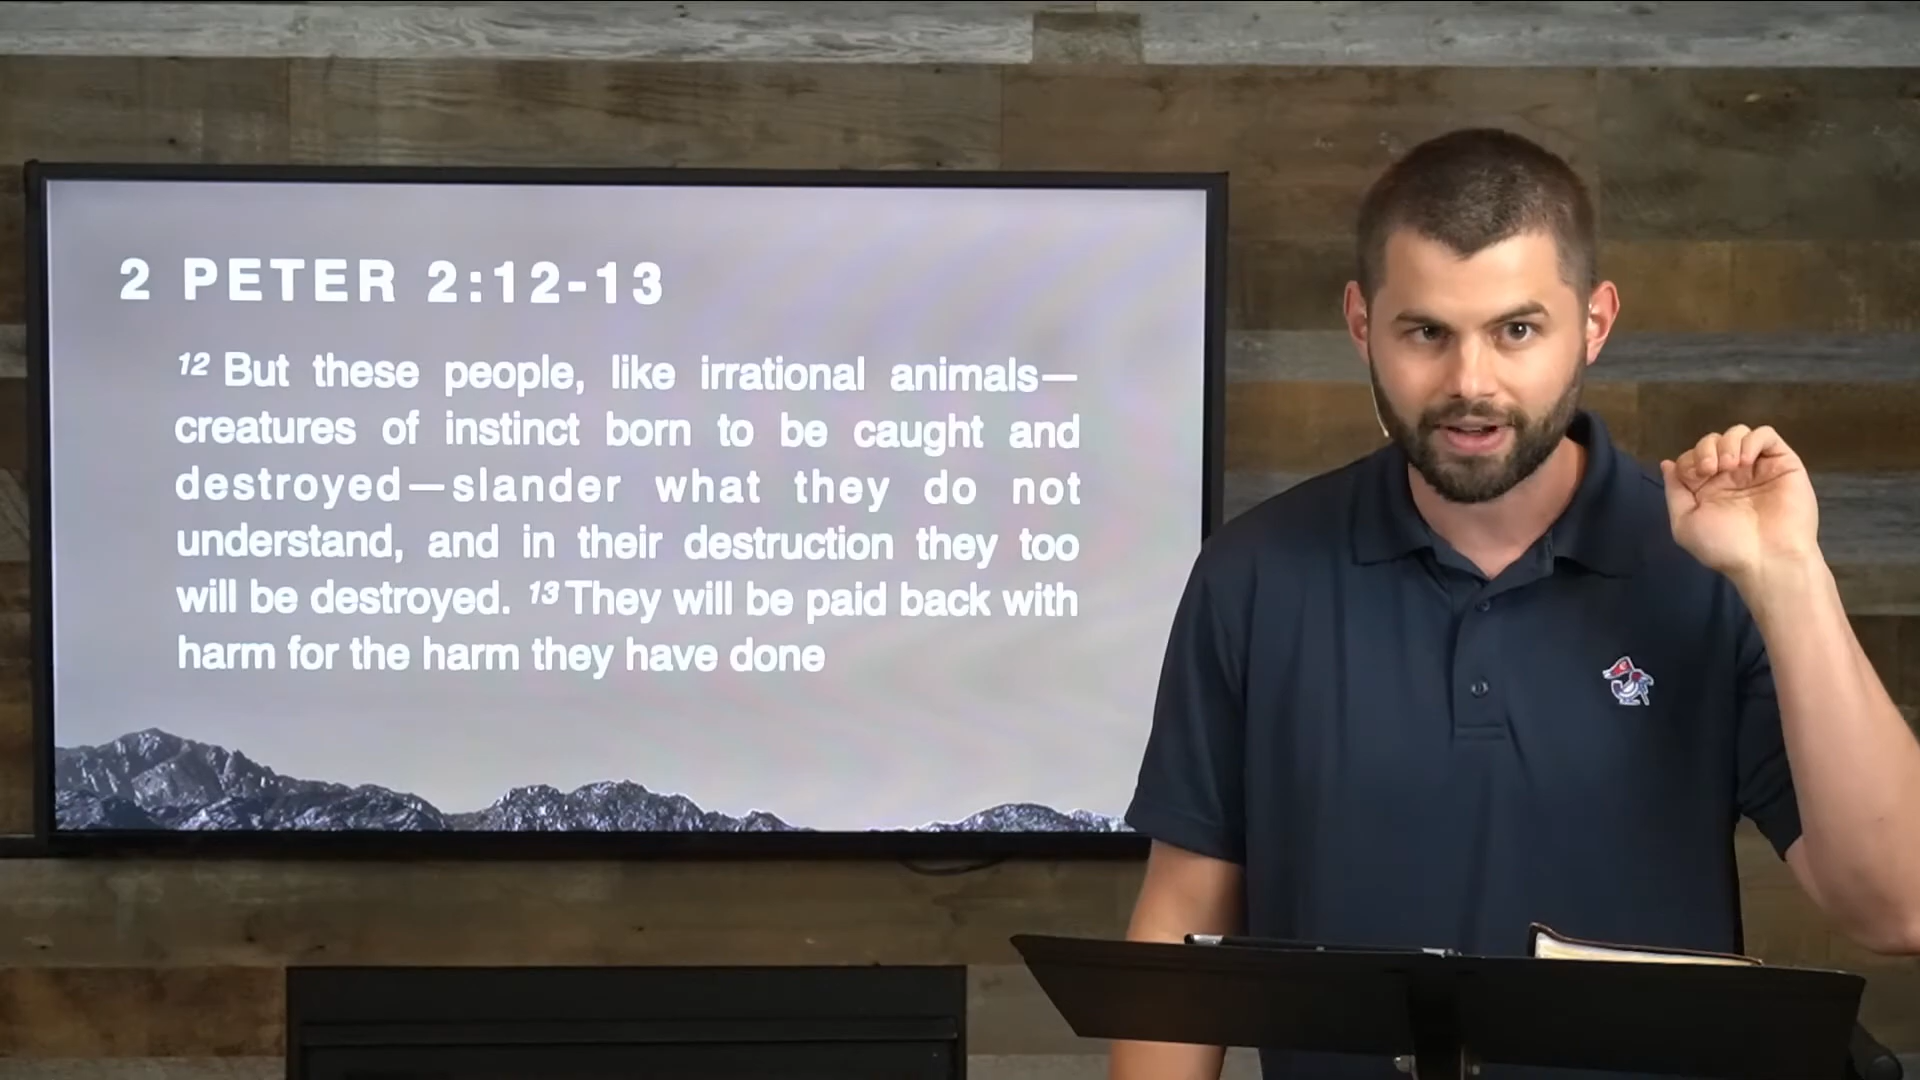 2 PETER 2:12-13
12 But these people, like irrational animals—
creatures of instinct born to be caught and
destroyed—slander what they do not
understand, and in their destruction they too
will be destroyed. 13 They will be paid back with
harm for the harm they have done